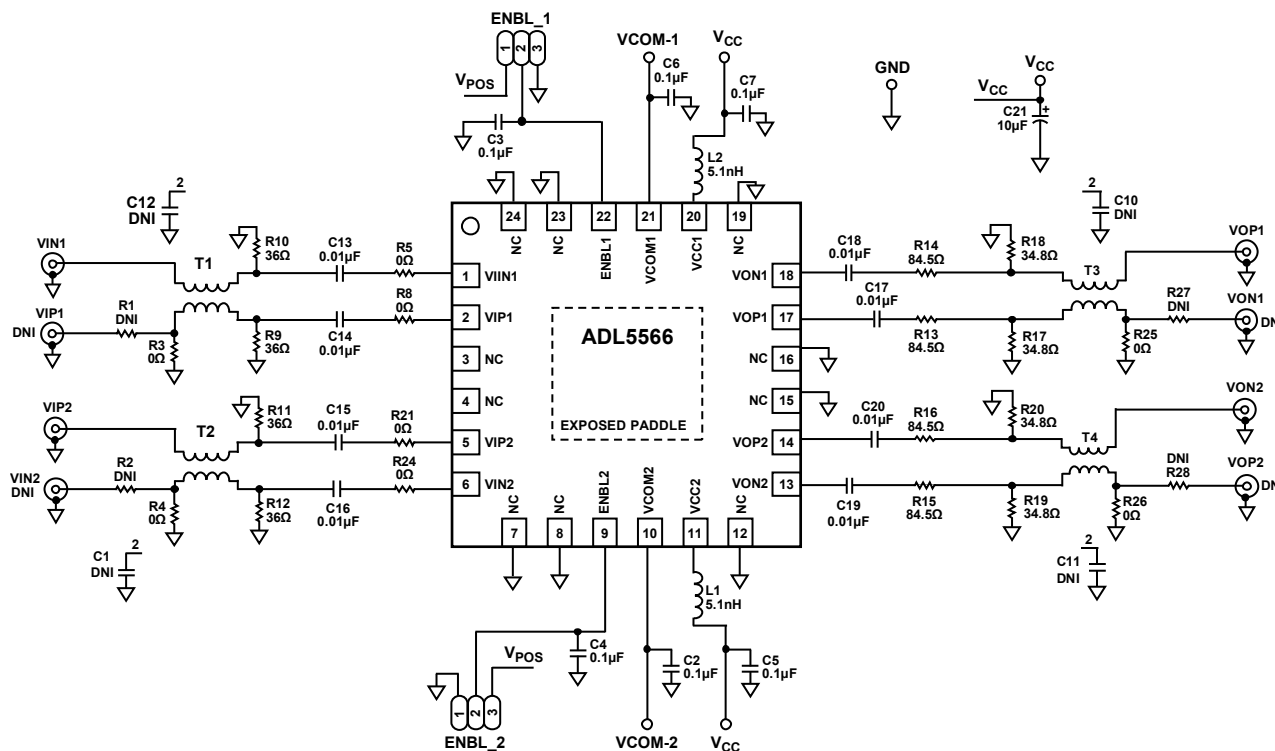 ENBL_1
1 2 3
VPOS
C3
0.1µF
VCOM-1
C6
0.1µF
VCC
C7
0.1µF
L2
5.1nH
GND
VCC
VCC
C21
10µF
+
2
C12
DNI
VIN1
T1
R10
36Ω
C13
0.01µF
R5
0Ω
VIP1
DNI
R1
DNI
R3
0Ω
R9
36Ω
C14
0.01µF
R8
0Ω
VIP2
T2
R11
36Ω
C15
0.01µF
R21
0Ω
VIN2
DNI
R2
DNI
R4
0Ω
R12
36Ω
C16
0.01µF
R24
0Ω
2
C1
DNI
24 23 22 21 20 19
NC NC ENBL1 VCOM1 VCC1 NC
1 VIIN1
2 VIP1
3 NC
4 NC
5 VIP2
6 VIN2
ADL5566
EXPOSED PADDLE
VON1 18
VOP1 17
NC 16
NC 15
VOP2 14
VON2 13
NC NC ENBL2 VCOM2 VCC2 NC
7 8 9 10 11 12
2
C10
DNI
C18
0.01µF
R14
84.5Ω
R18
34.8Ω
T3
VOP1
C17
0.01µF
R13
84.5Ω
R17
34.8Ω
R27
DNI
R25
0Ω
VON1
DN
C20
0.01µF
R16
84.5Ω
R20
34.8Ω
T4
VON2
C19
0.01µF
R15
84.5Ω
R19
34.8Ω
DNI
R28
R26
0Ω
VOP2
DN
2
C11
DNI
L1
5.1nH
C4
0.1µF
VPOS
1 2 3
ENBL_2
C2
0.1µF
VCOM-2
C5
0.1µF
VCC